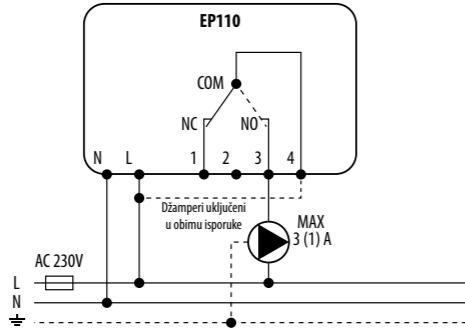 EP110
COM
NC NO
N L 1 2 3 4
Džamperi uključeni
u obimu isporuke
MAX
3 (1) A
AC 230V
L
N